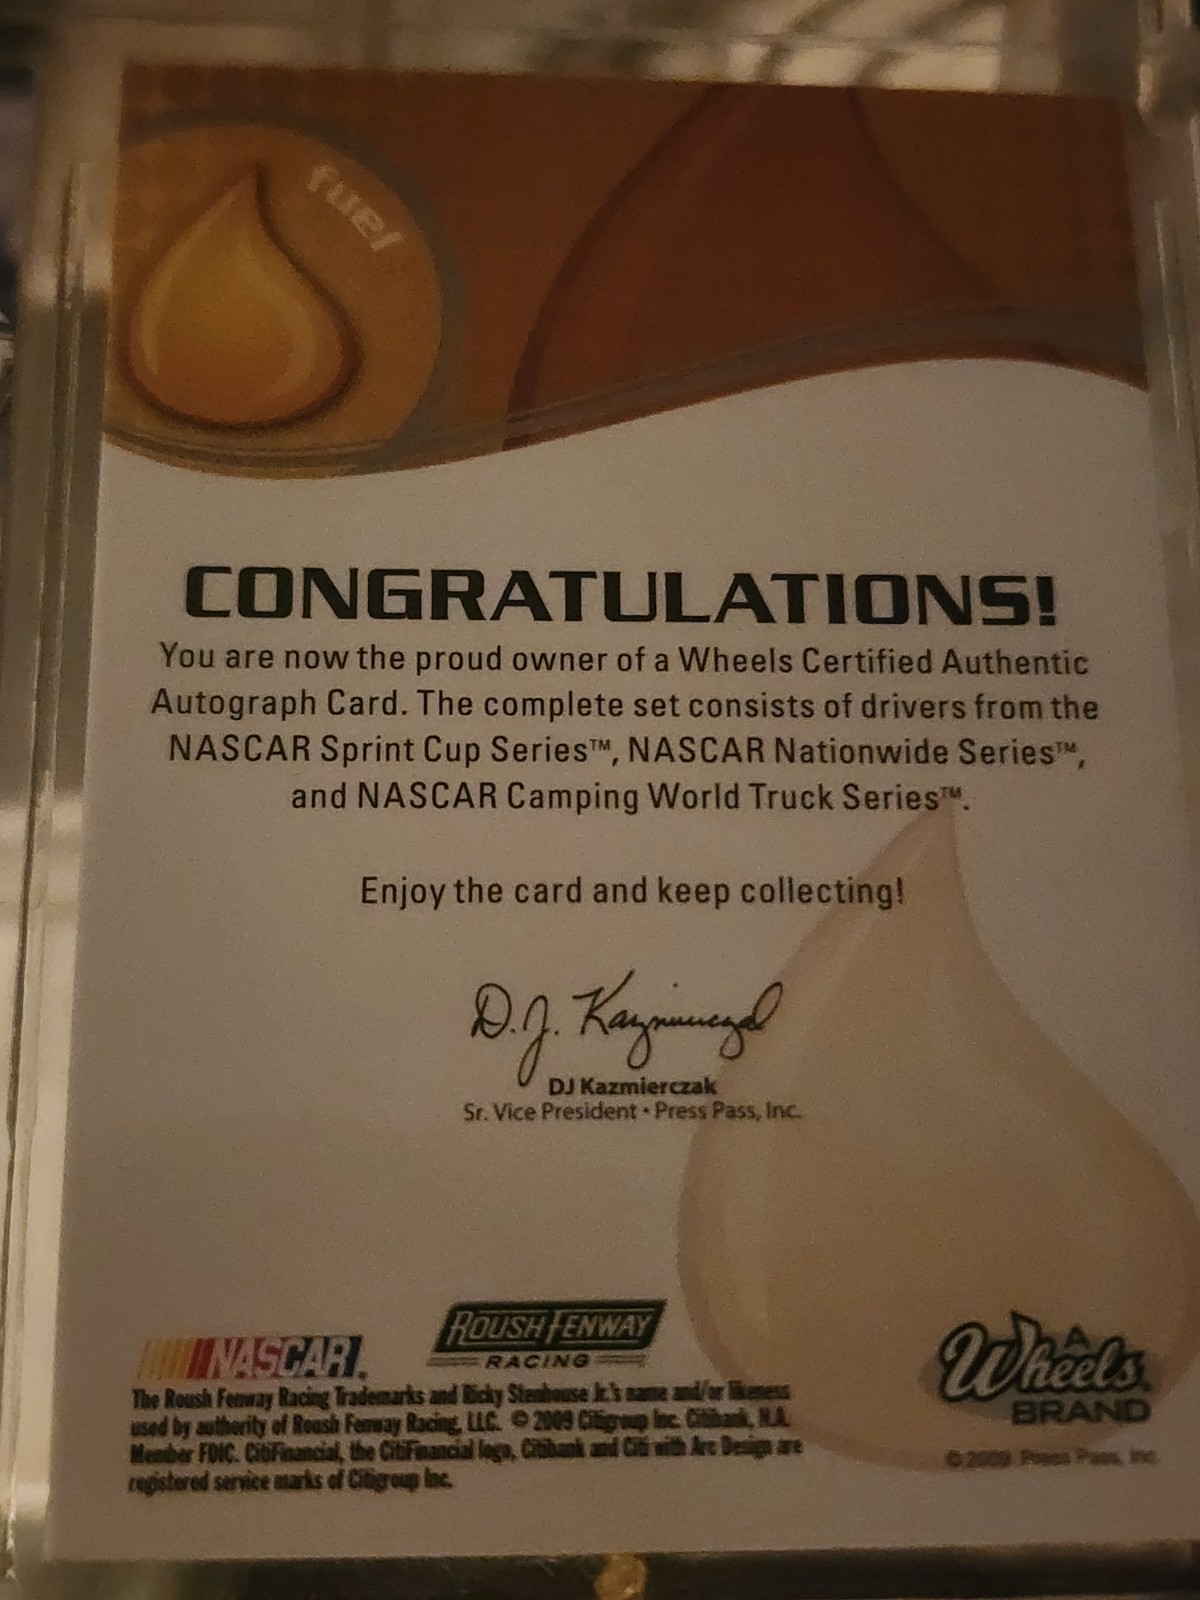 fuel
CONGRATULATIONS!
You are now the proud owner of a Wheels Certified Authentic
Autograph Card. The complete set consists of drivers from the
NASCAR Sprint Cup Series™, NASCAR Nationwide Series™,
and NASCAR Camping World Truck Series™.
Enjoy the card and keep collecting!
D.J. Kazmierczak
DJ Kazmierczak
Sr. Vice President • Press Pass, Inc.
NASCAR®
ROUSH FENWAY
RACING
A
Wheels
BRAND
The Roush Fenway Racing Trademarks and Ricky Stenhouse Jr.'s name and/or likeness
used by authority of Roush Fenway Racing, LLC. © 2009 Citigroup Inc. Citibank, N.A.
Member FDIC. CitiFinancial, the CitiFinancial logo, Citibank and Citi with Arc Design are
registered service marks of Citigroup Inc.
© 2009 Press Pass, Inc.